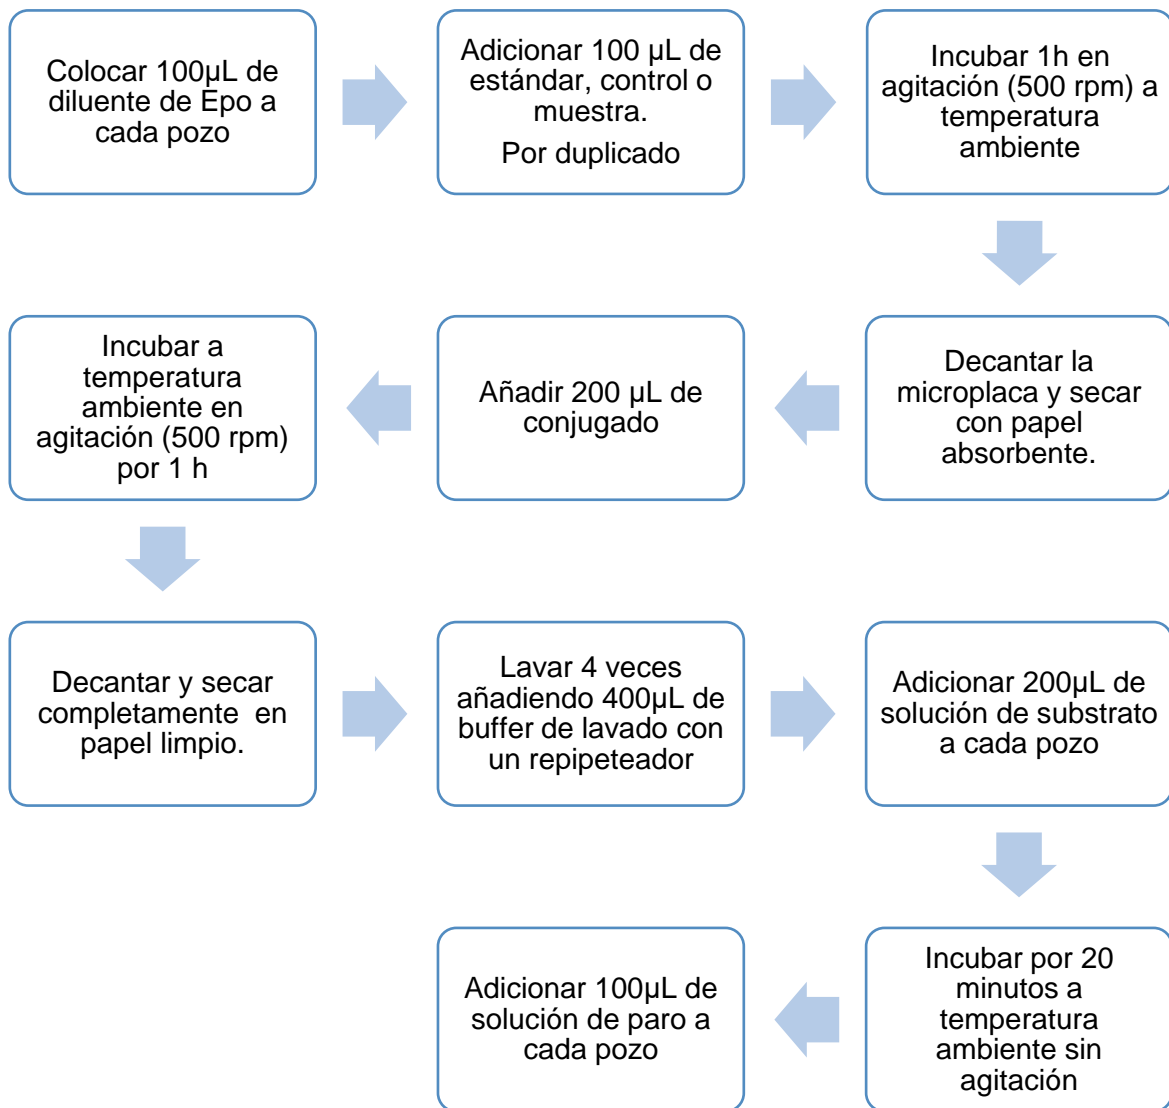 Colocar 100µL de
diluente de Epo a
cada pozo
Adicionar 100 µL de
estándar, control o
muestra.
Por duplicado
Incubar 1h en
agitación (500 rpm) a
temperatura
ambiente
Decantar la
microplaca y secar
con papel
absorbente.
Añadir 200 µL de
conjugado
Incubar a
temperatura
ambiente en
agitación (500 rpm)
por 1 h
Decantar y secar
completamente en
papel limpio.
Lavar 4 veces
añadiendo 400µL de
buffer de lavado con
un repipeteador
Adicionar 200µL de
solución de substrato
a cada pozo
Incubar por 20
minutos a
temperatura
ambiente sin
agitación
Adicionar 100µL de
solución de paro a
cada pozo